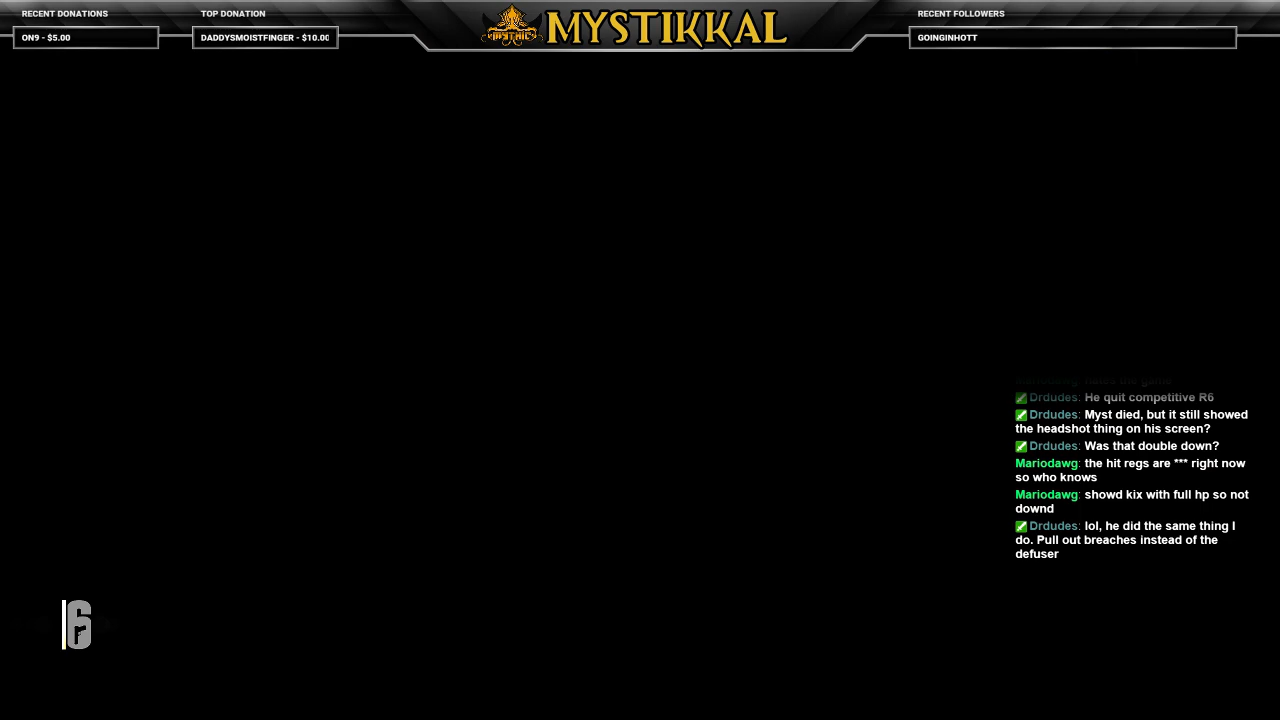 RECENT DONATIONS
TOP DONATION
MYSTIKKAL
RECENT FOLLOWERS
ON9 - $5.00
DADDYSMOISTFINGER - $10.00
GOINGINHOTT
Drdudes: He quit competitive R6
Drdudes: Myst died, but it still showed
the headshot thing on his screen?
Drdudes: Was that double down?
Mariodawg: the hit regs are *** right now
so who knows
Mariodawg: showd kix with full hp so not
downd
Drdudes: lol, he did the same thing I
do. Pull out breaches instead of the
defuser
6